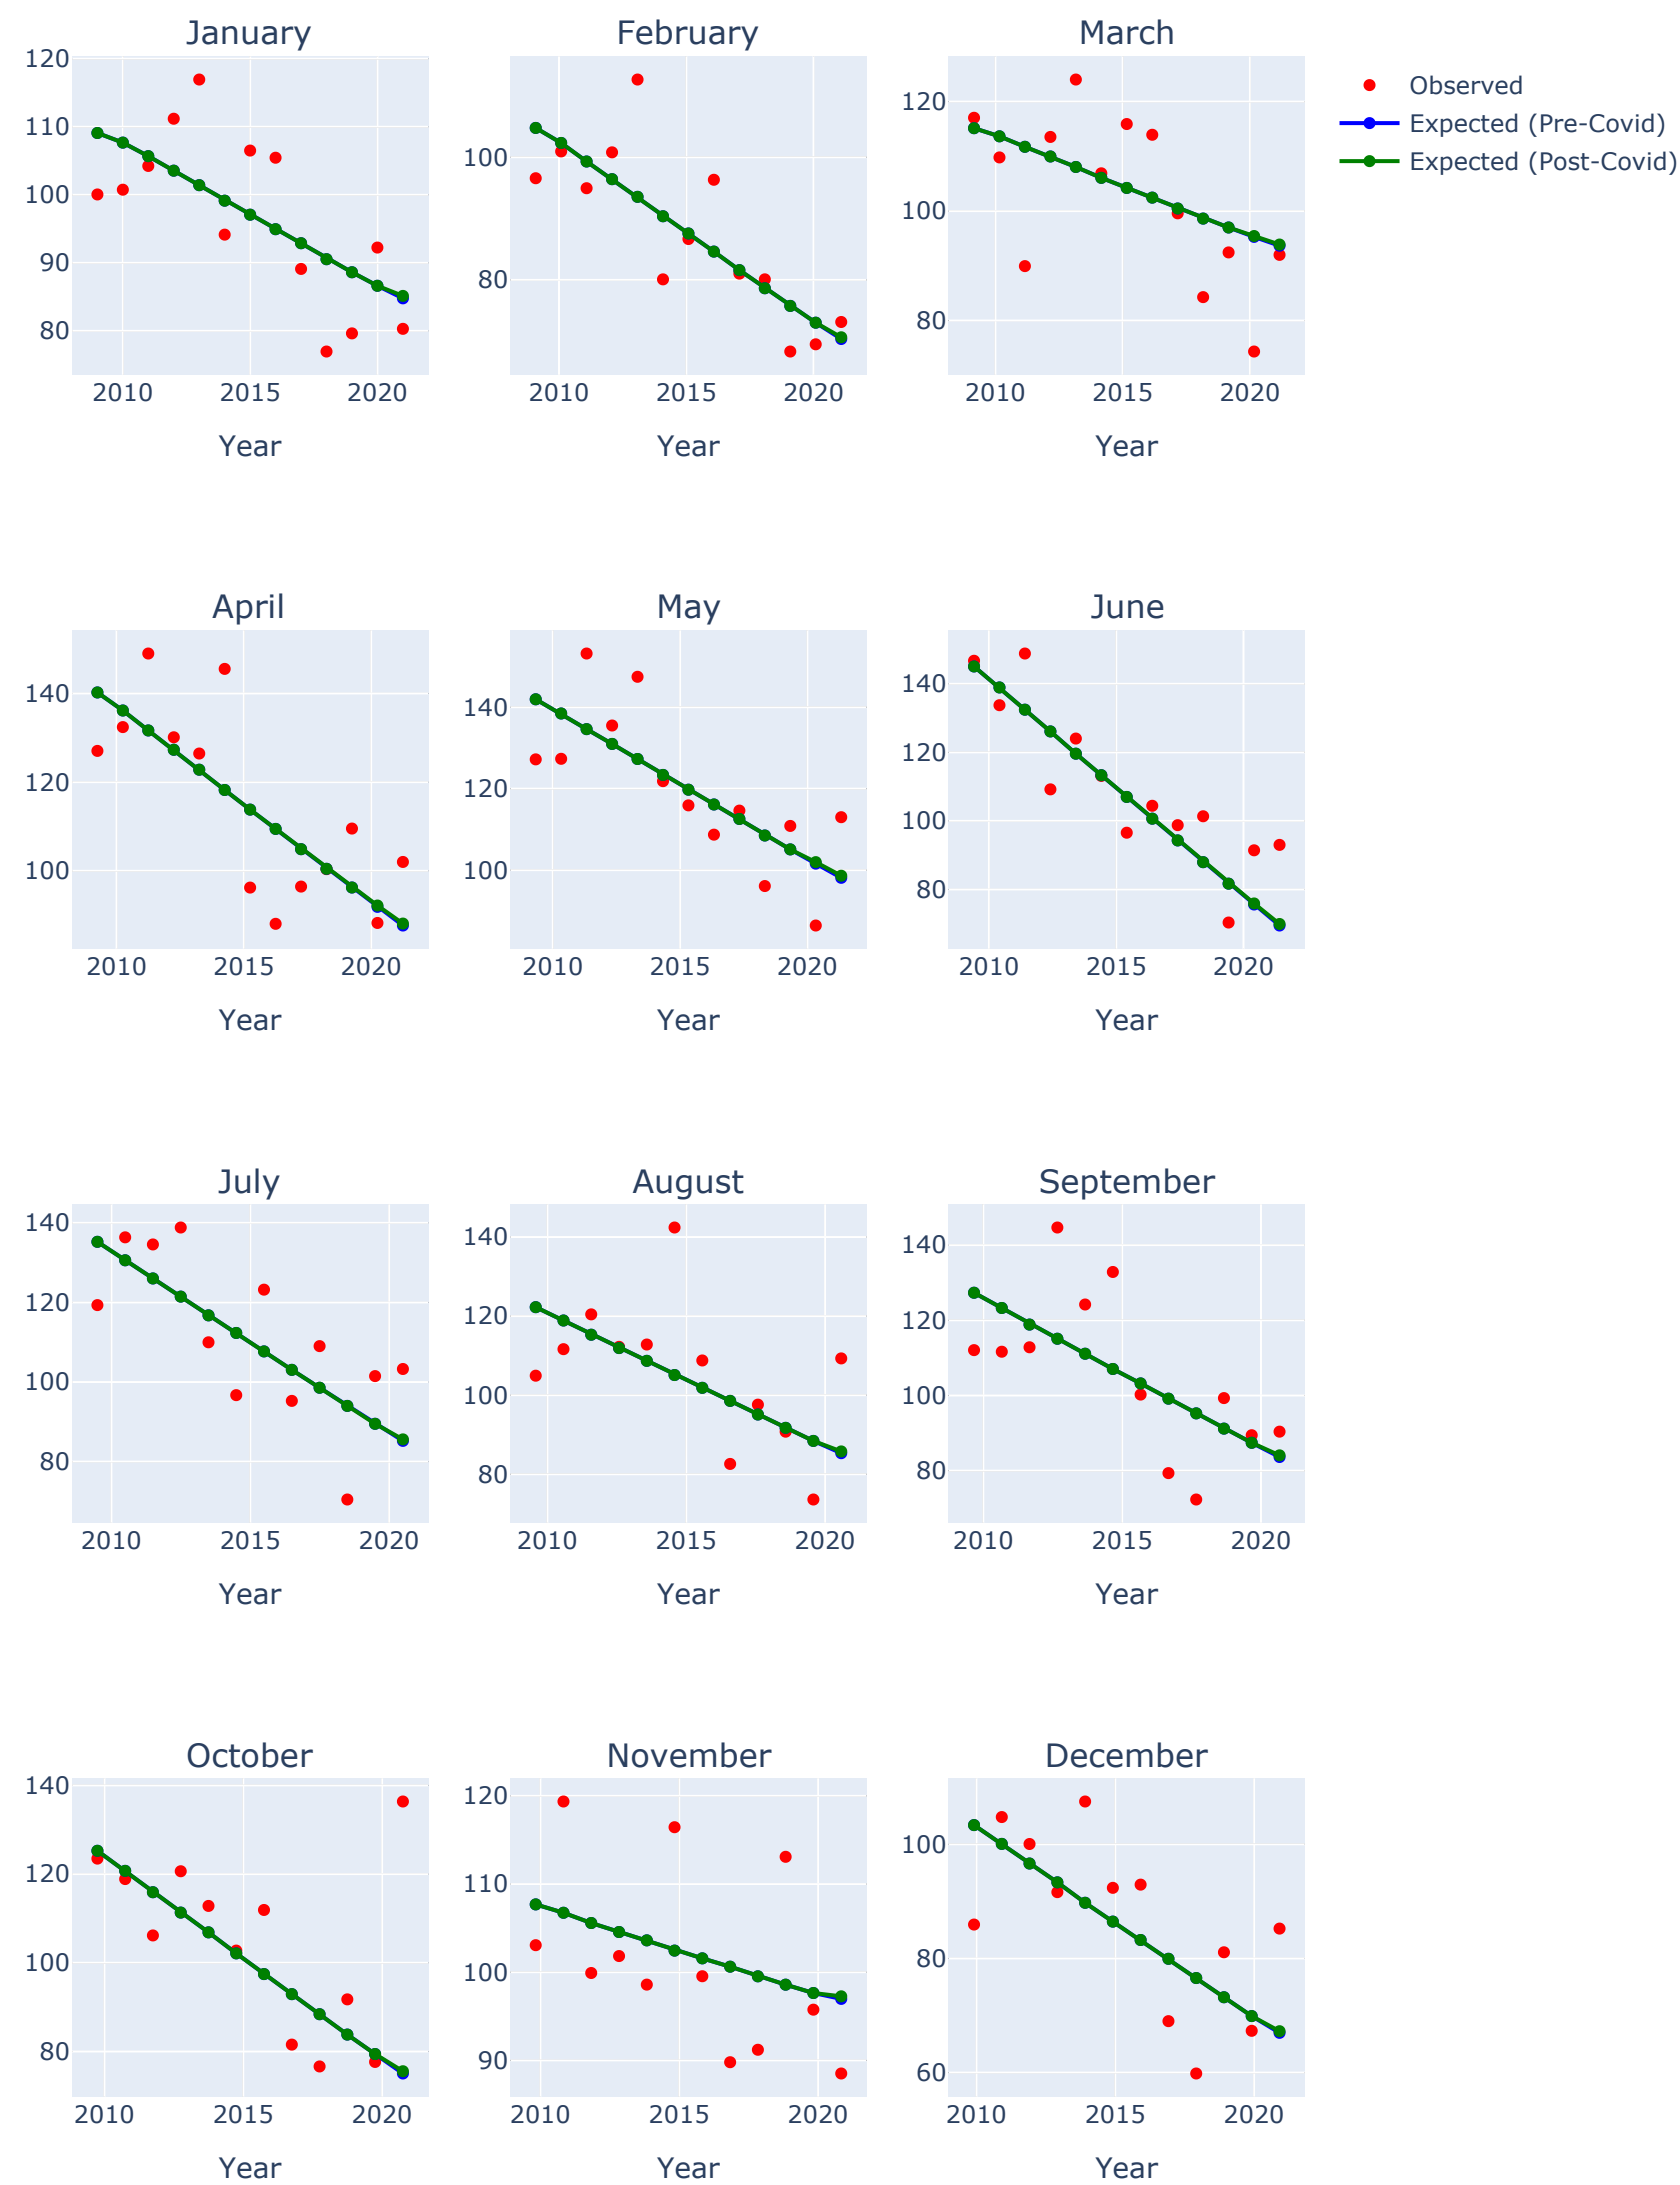 January
February
March
Observed
Expected (Pre-Covid)
Expected (Post-Covid)
120
110
100
90
80
2010
2015
2020
Year
100
80
2010
2015
2020
Year
120
100
80
2010
2015
2020
Year
April
May
June
140
120
100
2010
2015
2020
Year
140
120
100
2010
2015
2020
Year
140
120
100
80
2010
2015
2020
Year
July
August
September
140
120
100
80
2010
2015
2020
Year
140
120
100
80
2010
2015
2020
Year
140
120
100
80
2010
2015
2020
Year
October
November
December
140
120
100
80
2010
2015
2020
Year
120
110
100
90
2010
2015
2020
Year
100
80
60
2010
2015
2020
Year